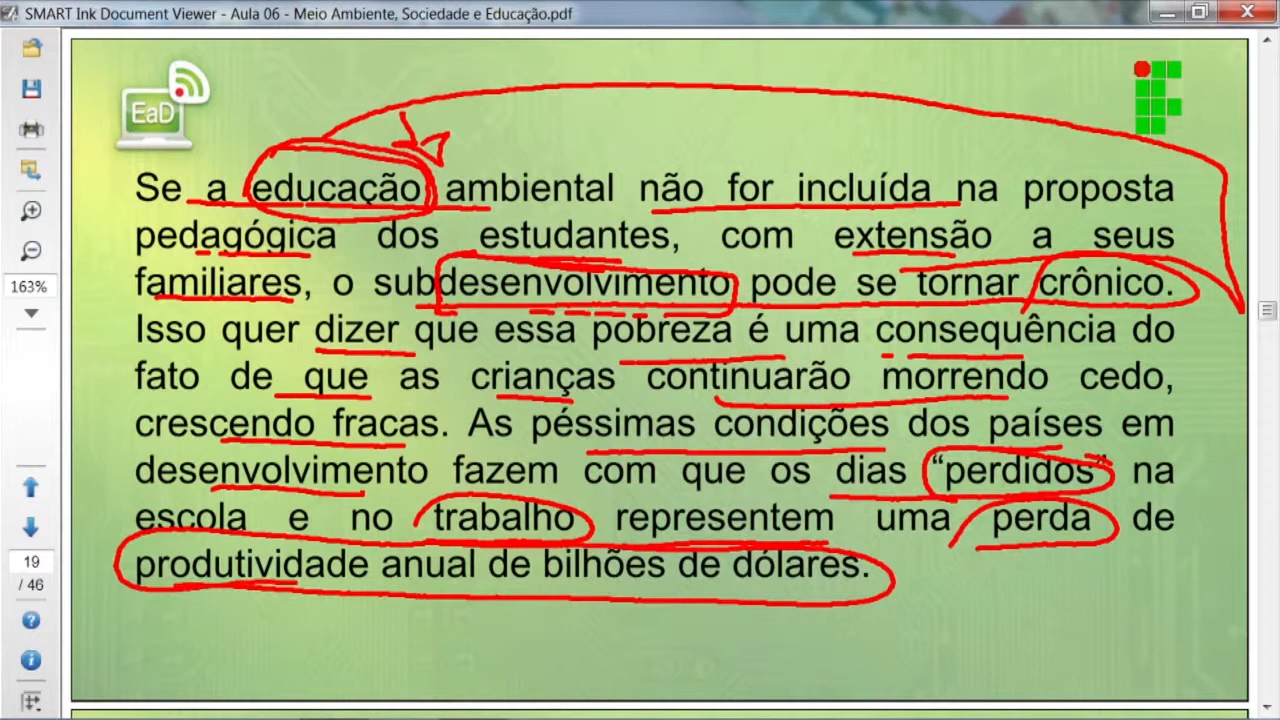 SMART Ink Document Viewer - Aula 06 - Meio Ambiente, Sociedade e Educação.pdf
EaD
Se a educação ambiental não for incluída na proposta
pedagógica dos estudantes, com extensão a seus
familiares, o subdesenvolvimento pode se tornar crônico.
Isso quer dizer que essa pobreza é uma consequência do
fato de que as crianças continuarão morrendo cedo,
crescendo fracas. As péssimas condições dos países em
desenvolvimento fazem com que os dias “perdidos” na
escola e no trabalho representem uma perda de
produtividade anual de bilhões de dólares.
163%
19
/ 46